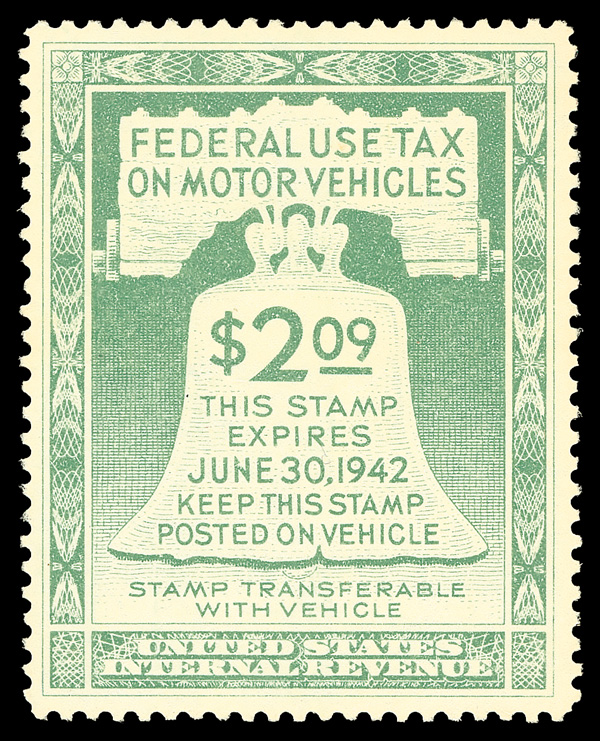 FEDERAL USE TAX
ON MOTOR VEHICLES
$2 09
THIS STAMP
EXPIRES
JUNE 30, 1942
KEEP THIS STAMP
POSTED ON VEHICLE
STAMP TRANSFERABLE
WITH VEHICLE
UNITED STATES
INTERNAL REVENUE